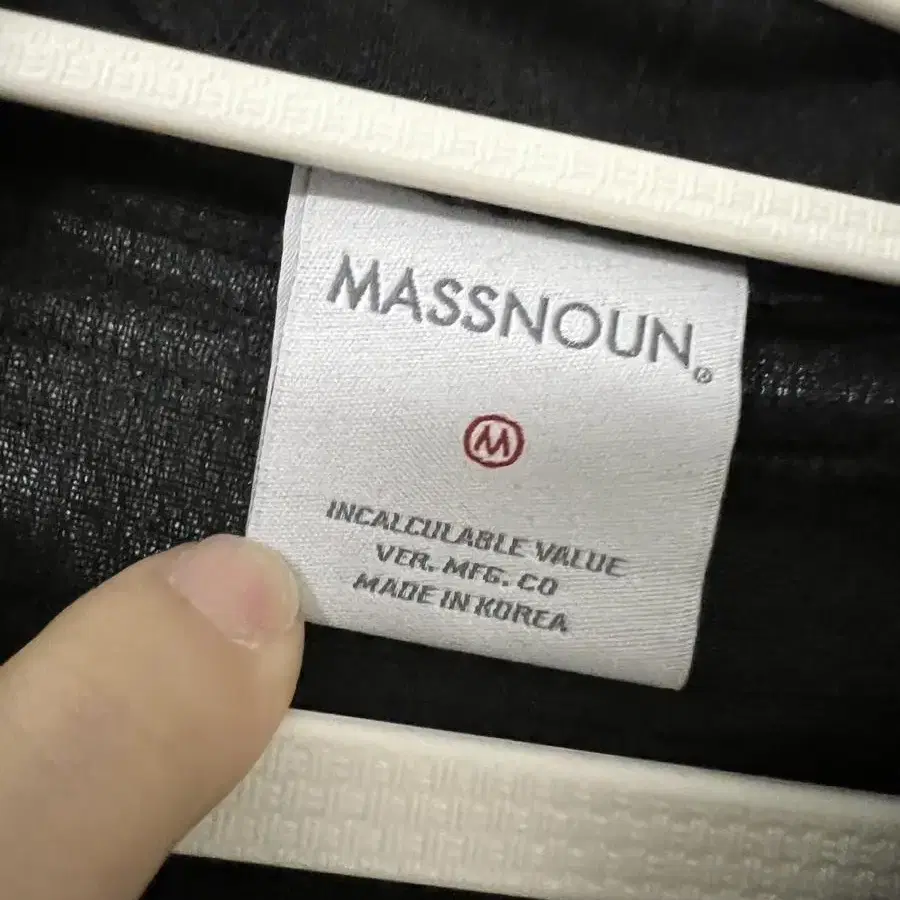 MASSNOUN®
M
INCALCULABLE VALUE
VER. MFG. CO
MADE IN KOREA